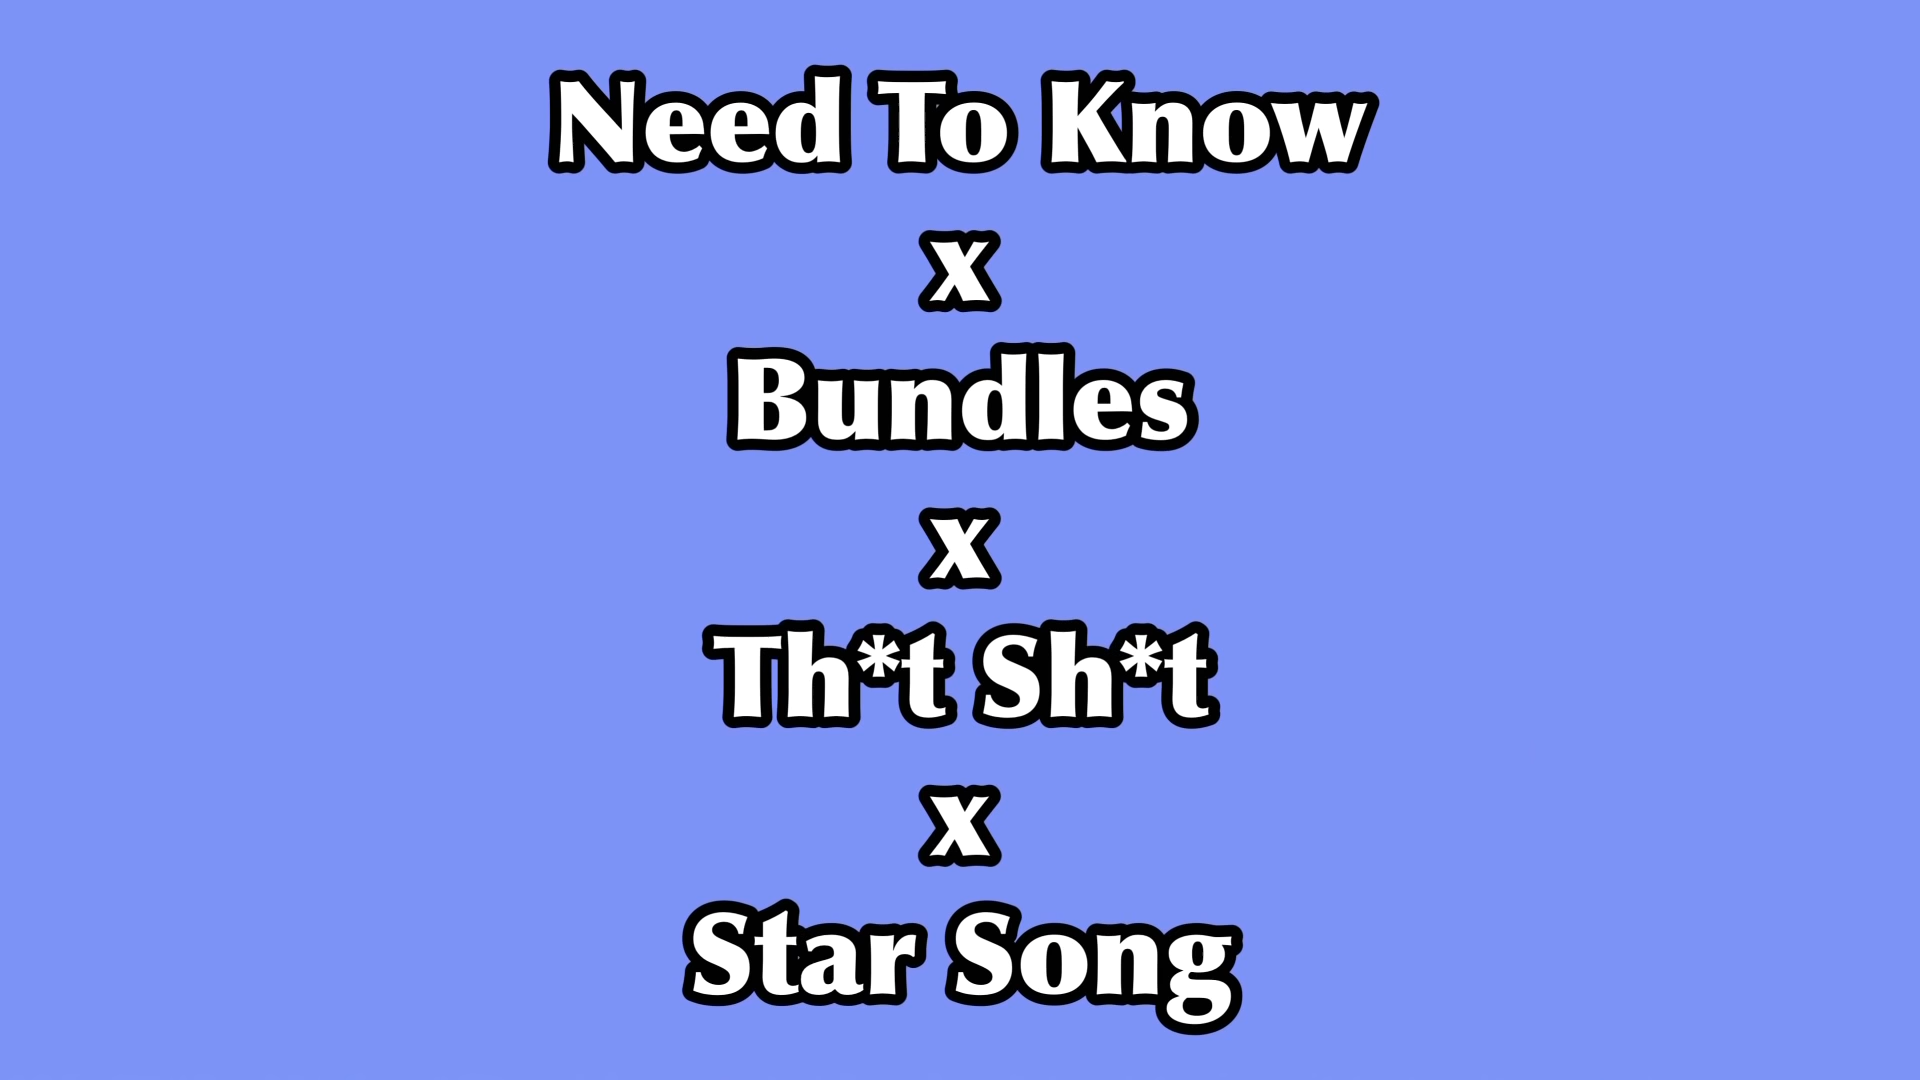 Need To Know
x
Bundles
x
Th*t Sh*t
x
Star Song